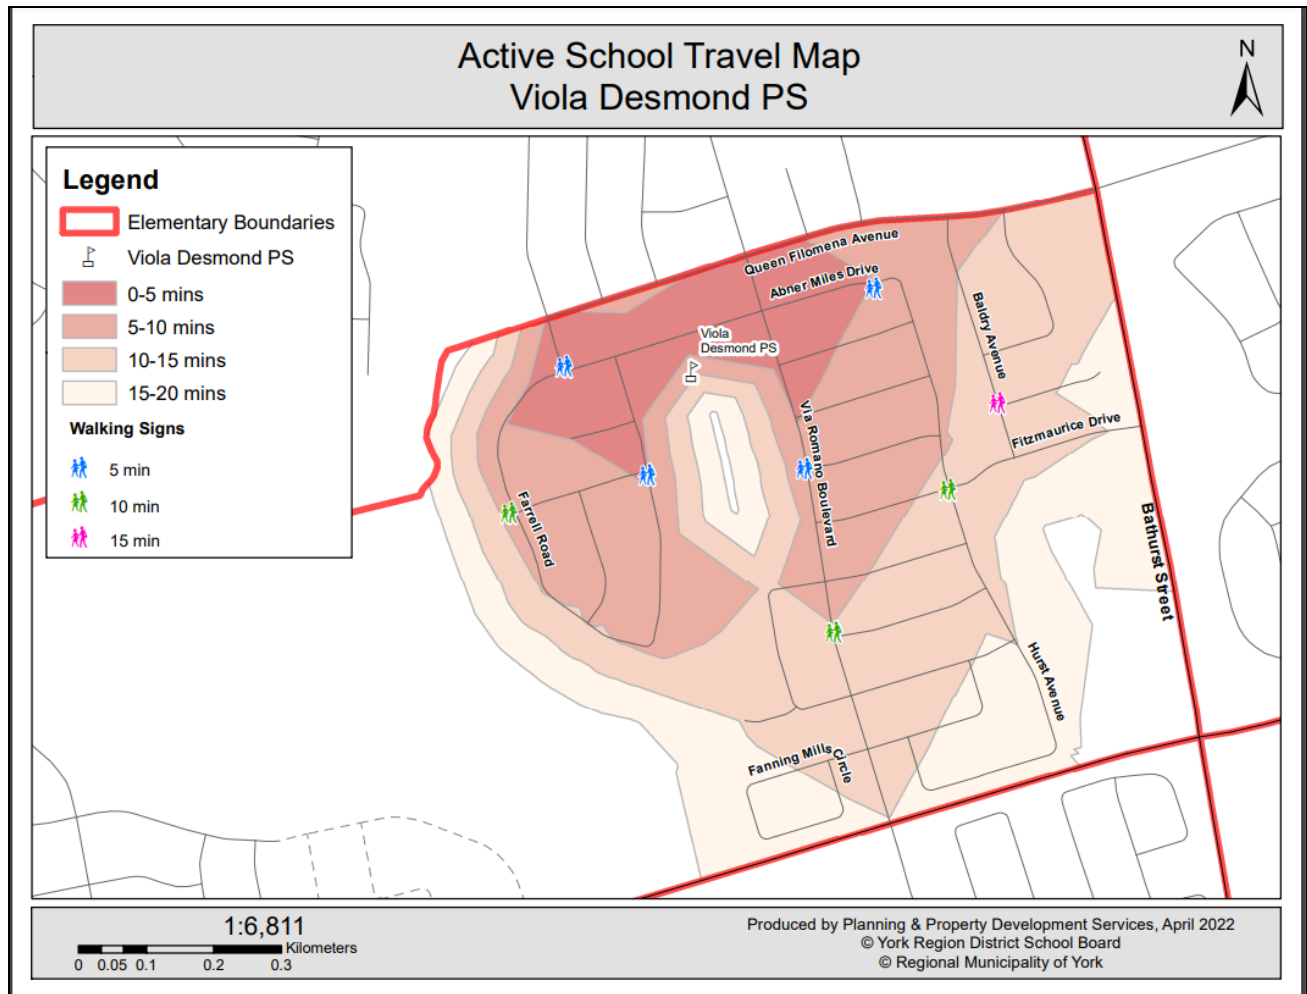 Active School Travel Map
Viola Desmond PS
N
Legend
Elementary Boundaries
Viola Desmond PS
0-5 mins
5-10 mins
10-15 mins
15-20 mins
Walking Signs
5 min
10 min
15 min
Queen Filomena Avenue
Abner Miles Drive
Viola
Desmond PS
Baldry Avenue
Via Romano Boulevard
Fitzmaurice Drive
Farrell Road
Bathurst Street
Hurst Avenue
Fanning Mills Circle
1:6,811
Kilometers
0 0.05 0.1 0.2 0.3
Produced by Planning & Property Development Services, April 2022
© York Region District School Board
© Regional Municipality of York